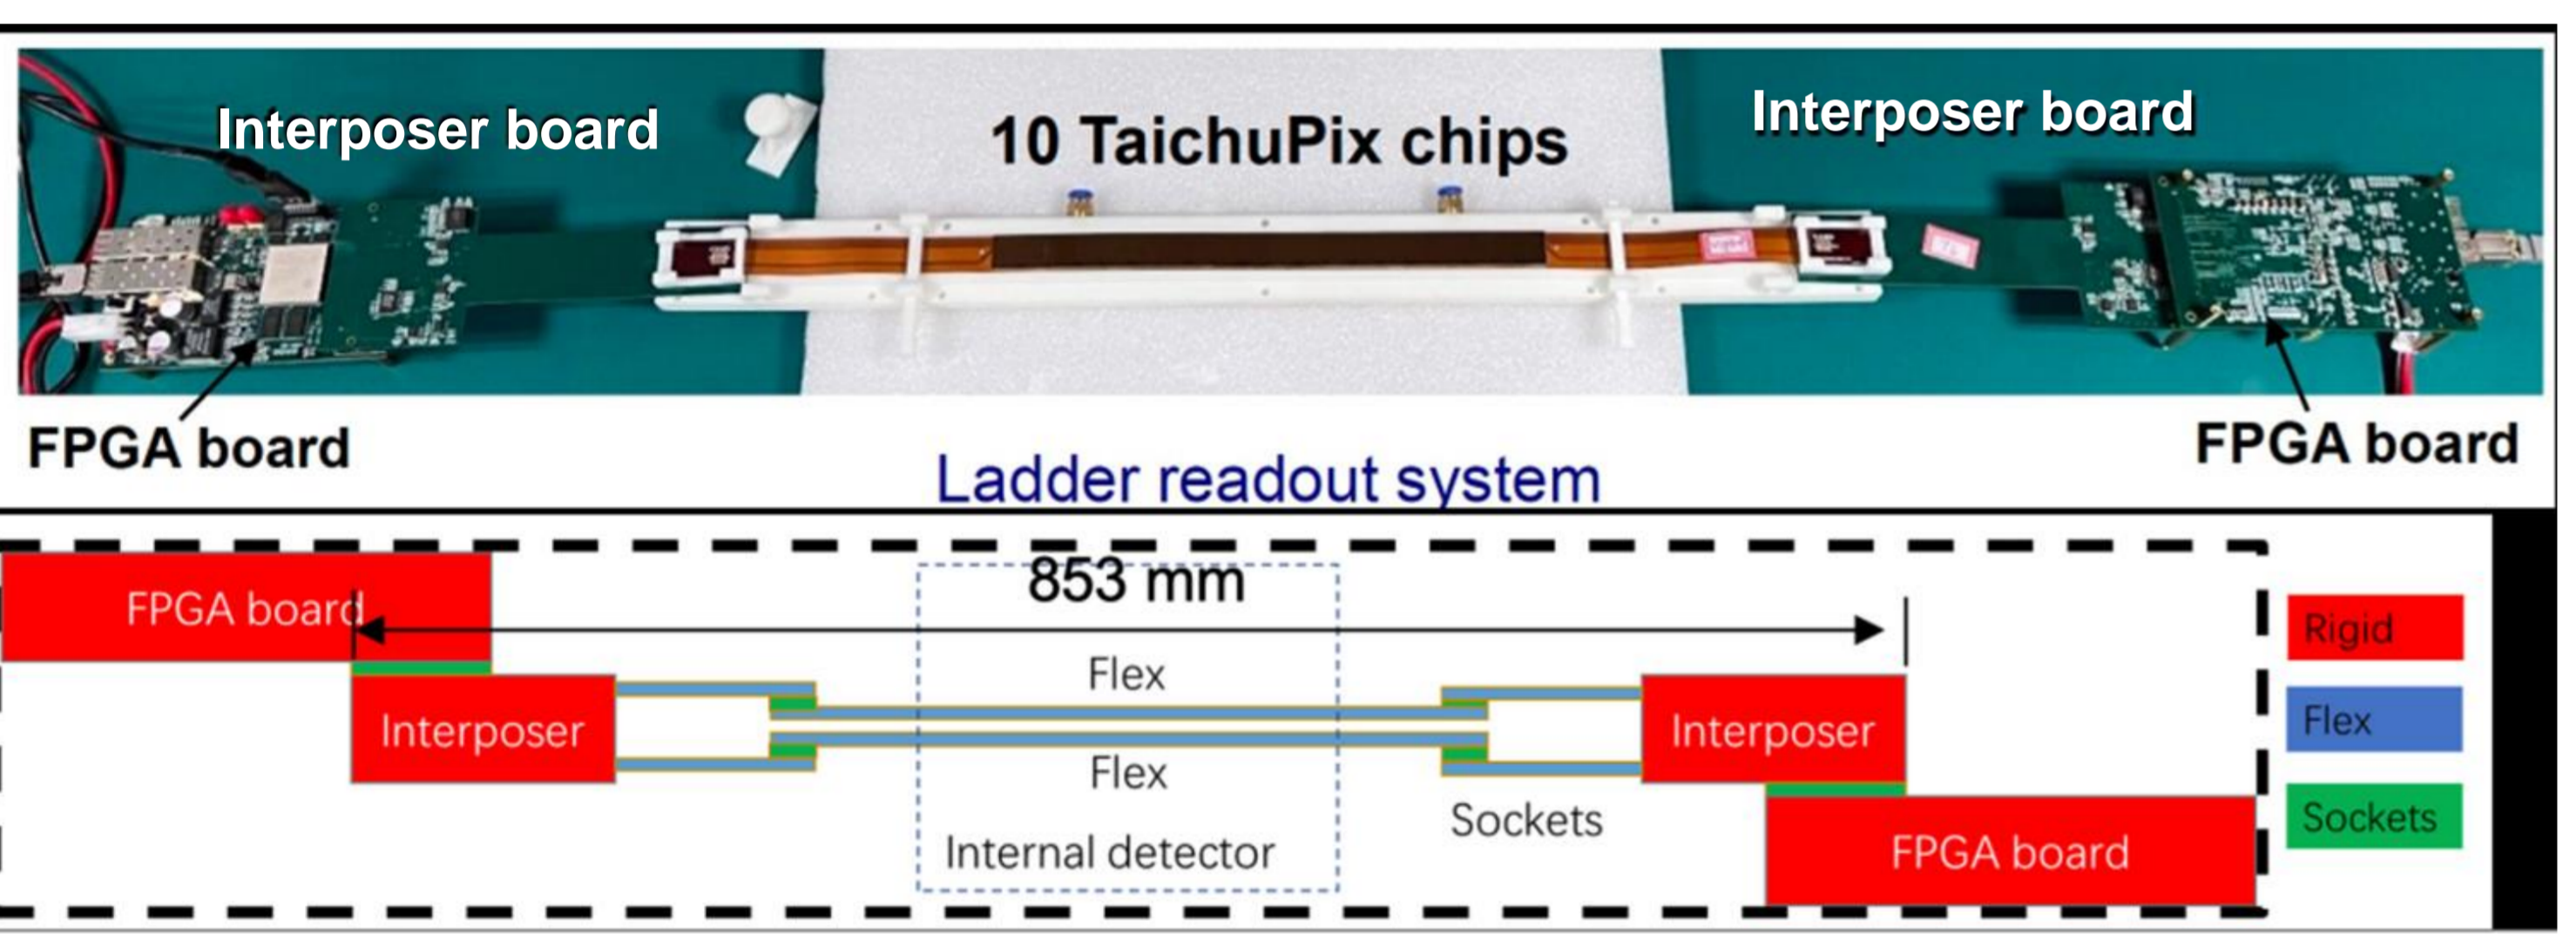 Interposer board
10 TaichuPix chips
Interposer board
FPGA board
FPGA board
Ladder readout system
853 mm
FPGA board
Flex
Interposer
Interposer
Flex
Sockets
Internal detector
FPGA board
Rigid
Flex
Sockets